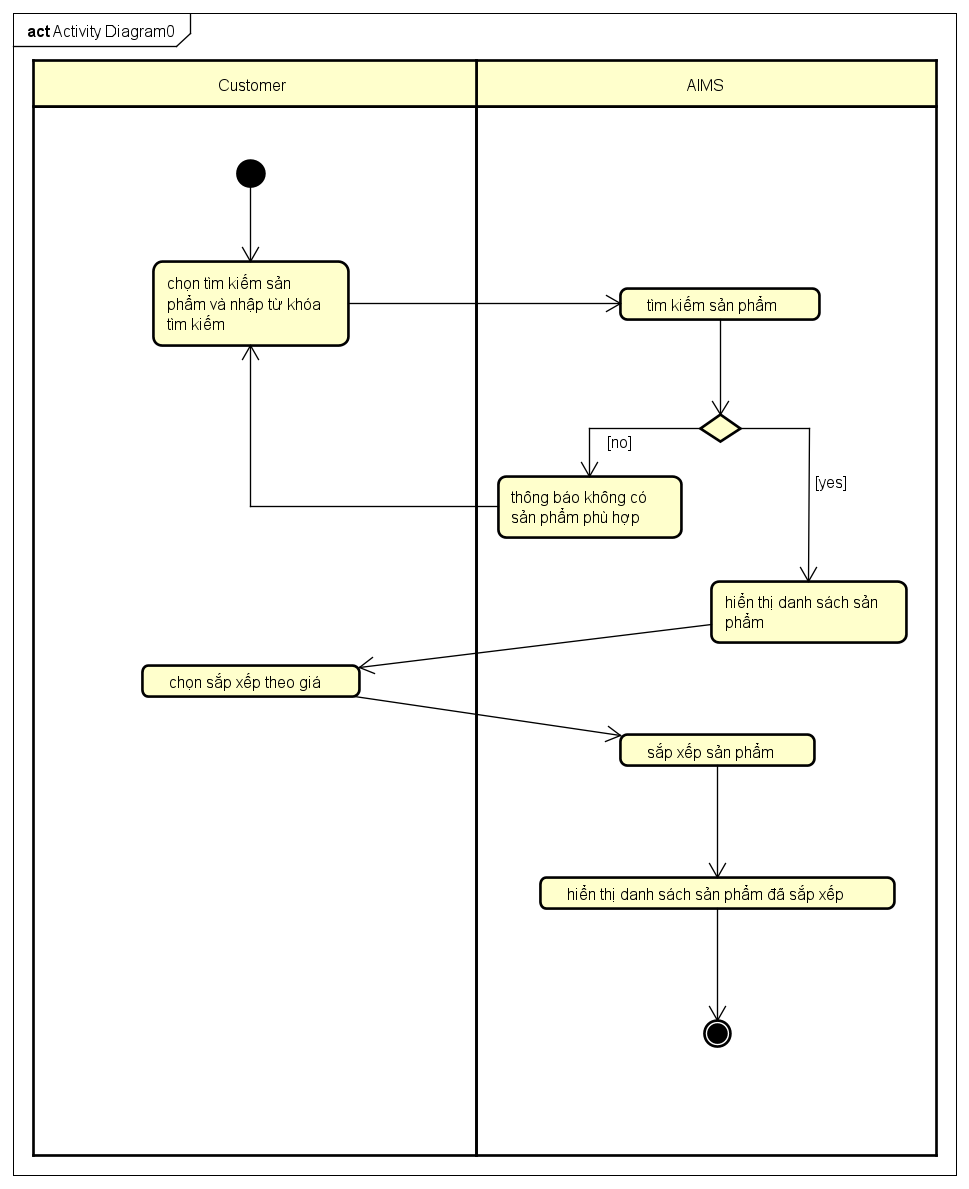 act Activity Diagram0
Customer
AIMS
chọn tìm kiếm sản
phẩm và nhập từ khóa
tìm kiếm
tìm kiếm sản phẩm
[no]
[yes]
thông báo không có
sản phẩm phù hợp
hiển thị danh sách sản
phẩm
chọn sắp xếp theo giá
sắp xếp sản phẩm
hiển thị danh sách sản phẩm đã sắp xếp